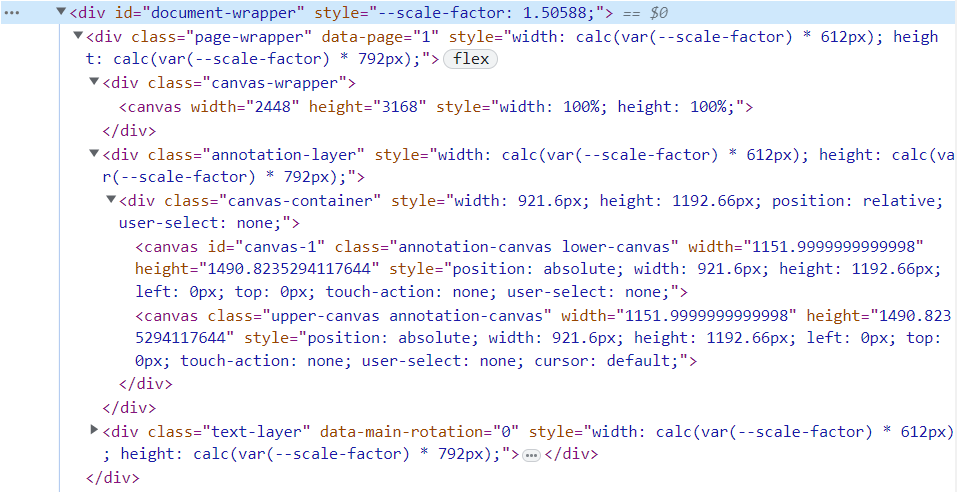 ••• ▼<div id="document-wrapper" style="--scale-factor: 1.50588;"> == $0
▼<div class="page-wrapper" data-page="1" style="width: calc(var(--scale-factor) * 612px); heigh
t: calc(var(--scale-factor) * 792px);"> flex
▼<div class="canvas-wrapper">
<canvas width="2448" height="3168" style="width: 100%; height: 100%;">
</div>
▼<div class="annotation-layer" style="width: calc(var(--scale-factor) * 612px); height: calc(va
r(--scale-factor) * 792px);">
▼<div class="canvas-container" style="width: 921.6px; height: 1192.66px; position: relative;
user-select: none;">
<canvas id="canvas-1" class="annotation-canvas lower-canvas" width="1151.9999999999998"
height="1490.8235294117644" style="position: absolute; width: 921.6px; height: 1192.66px;
left: 0px; top: 0px; touch-action: none; user-select: none;">
<canvas class="upper-canvas annotation-canvas" width="1151.9999999999998" height="1490.823
5294117644" style="position: absolute; width: 921.6px; height: 1192.66px; left: 0px; top:
0px; touch-action: none; user-select: none; cursor: default;">
</div>
</div>
▶<div class="text-layer" data-main-rotation="0" style="width: calc(var(--scale-factor) * 612px)
; height: calc(var(--scale-factor) * 792px);"> ••• </div>
</div>